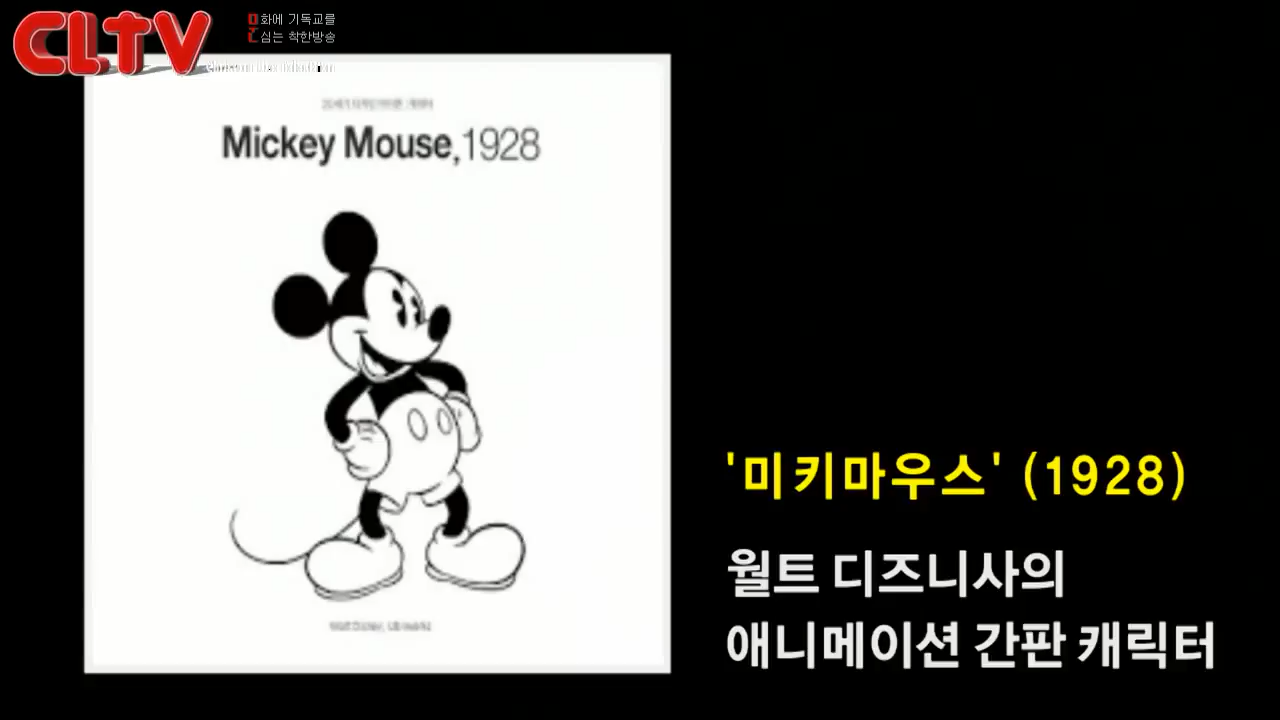 CLTV
화에 기독교를
심는 착한방송
Mickey Mouse,1928
'미키마우스' (1928)
월트 디즈니사의
애니메이션 간판 캐릭터